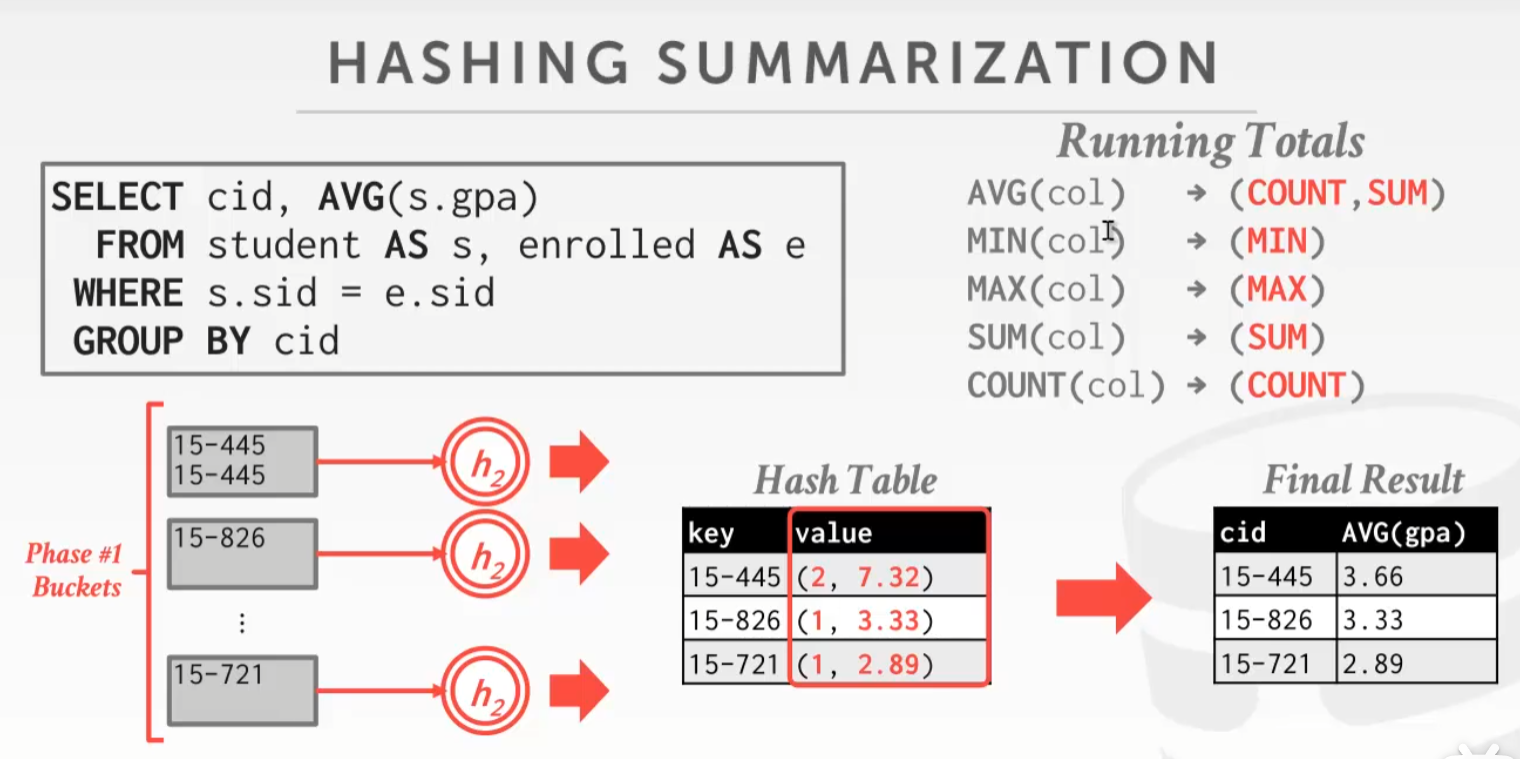 HASHING SUMMARIZATION
SELECT cid, AVG(s.gpa)
FROM student AS s, enrolled AS e
WHERE s.sid = e.sid
GROUP BY cid
Running Totals
AVG(col) → (COUNT,SUM)
MIN(col) → (MIN)
MAX(col) → (MAX)
SUM(col) → (SUM)
COUNT(col) → (COUNT)
Phase #1
Buckets
15-445
15-445
h2
15-826
h2
⋮
15-721
h2
Hash Table
key value
15-445 (2, 7.32)
15-826 (1, 3.33)
15-721 (1, 2.89)
Final Result
cid AVG(gpa)
15-445 3.66
15-826 3.33
15-721 2.89